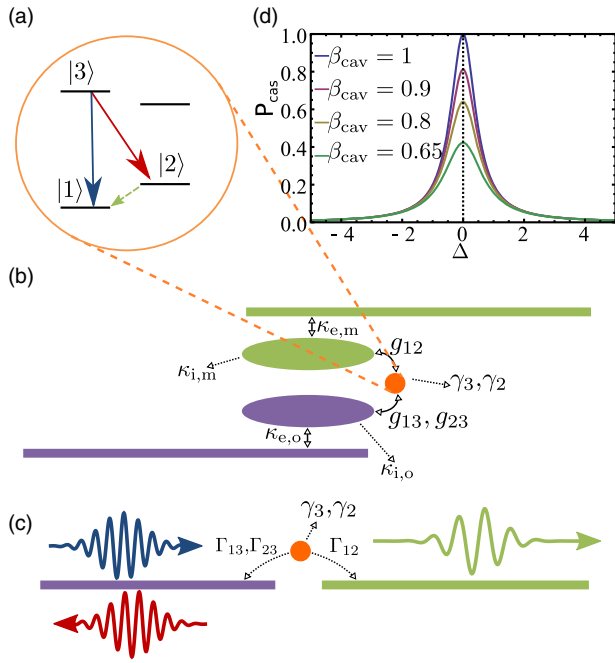 (a)
|3⟩
|2⟩
|1⟩
(d)
P_cas
1.0
0.8
0.6
0.4
0.2
0.0
β_cav = 1
β_cav = 0.9
β_cav = 0.8
β_cav = 0.65
-4 -2 0 2 4
Δ
(b)
κ_e,m
g_12
κ_i,m
γ_3,γ_2
g_13, g_23
κ_e,o
κ_i,o
(c)
γ_3,γ_2
Γ_13,Γ_23
Γ_12